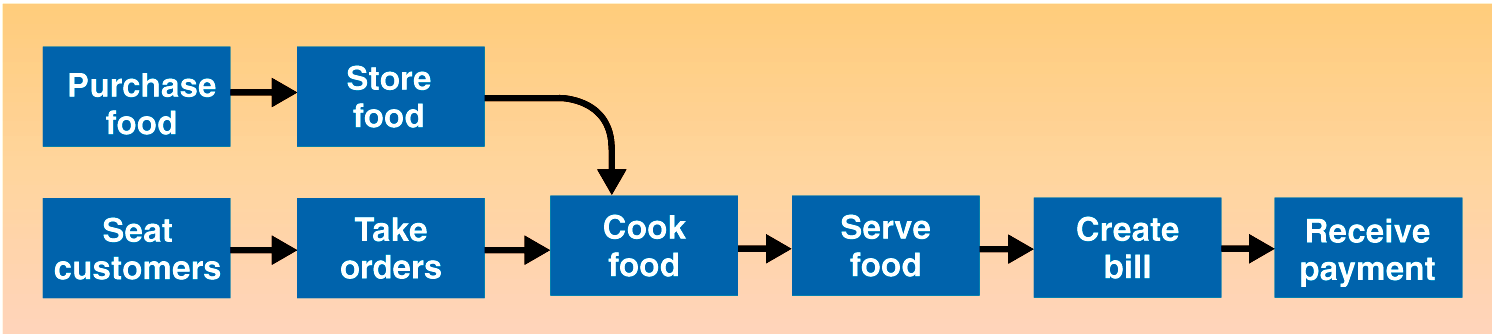 Purchase
food
Store
food
Seat
customers
Take
orders
Cook
food
Serve
food
Create
bill
Receive
payment